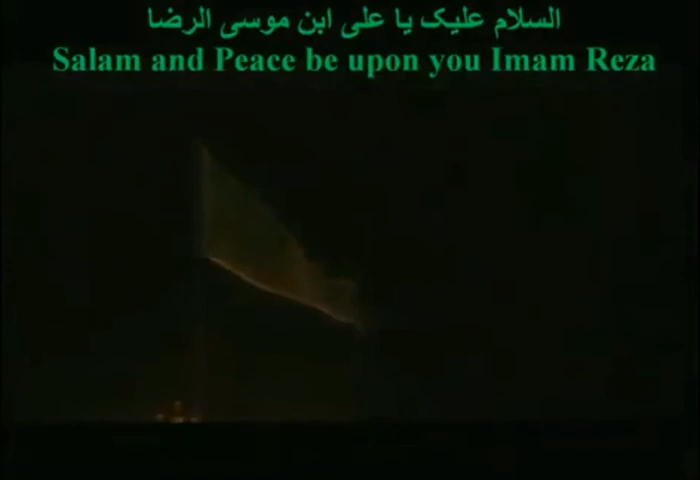 السلام علیک یا علی ابن موسی الرضا
Salam and Peace be upon you Imam Reza